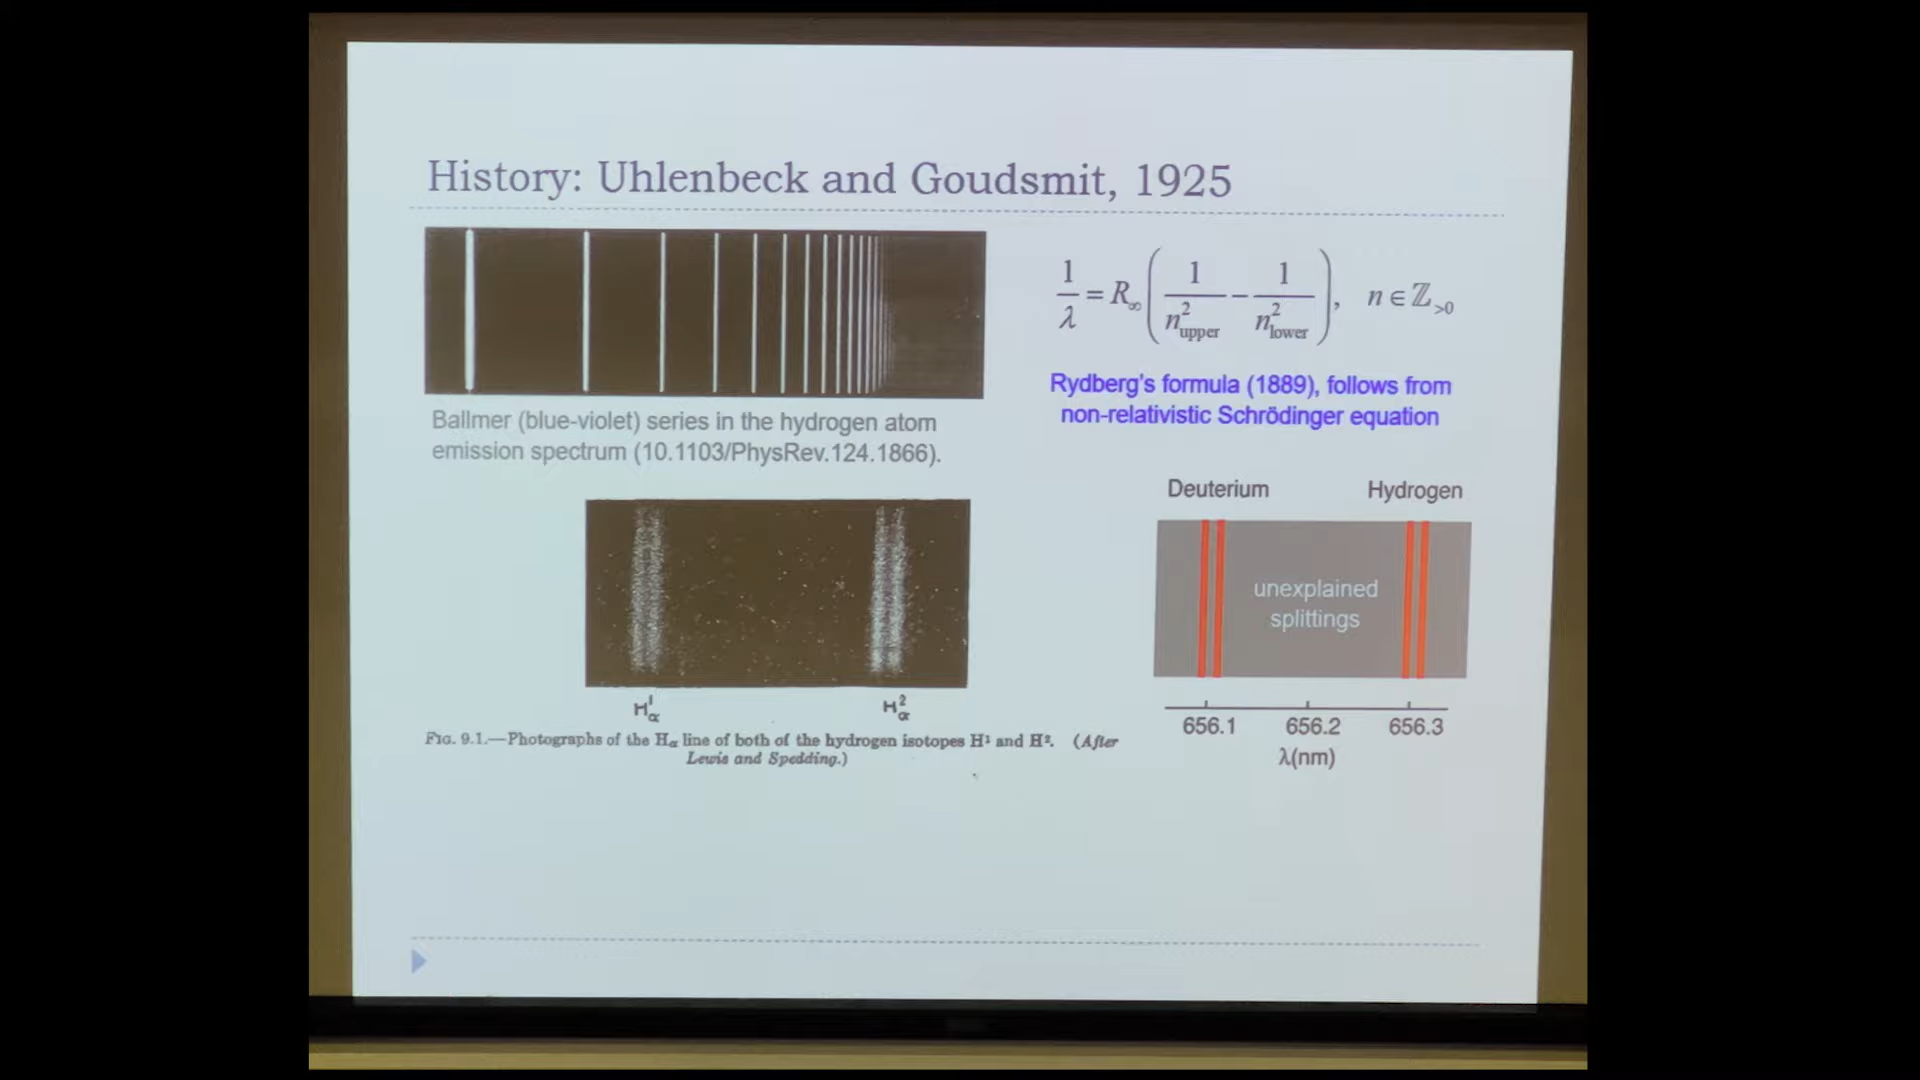 History: Uhlenbeck and Goudsmit, 1925
1/λ = R∞ (1/n²upper − 1/n²lower), n ∈ ℤ>0
Rydberg's formula (1889), follows from
non-relativistic Schrödinger equation
Ballmer (blue-violet) series in the hydrogen atom
emission spectrum (10.1103/PhysRev.124.1866).
Deuterium Hydrogen
unexplained
splittings
656.1 656.2 656.3
λ(nm)
H¹α H²α
FIG. 9.1.—Photographs of the Hα line of both of the hydrogen isotopes H¹ and H². (After
Lewis and Spedding.)